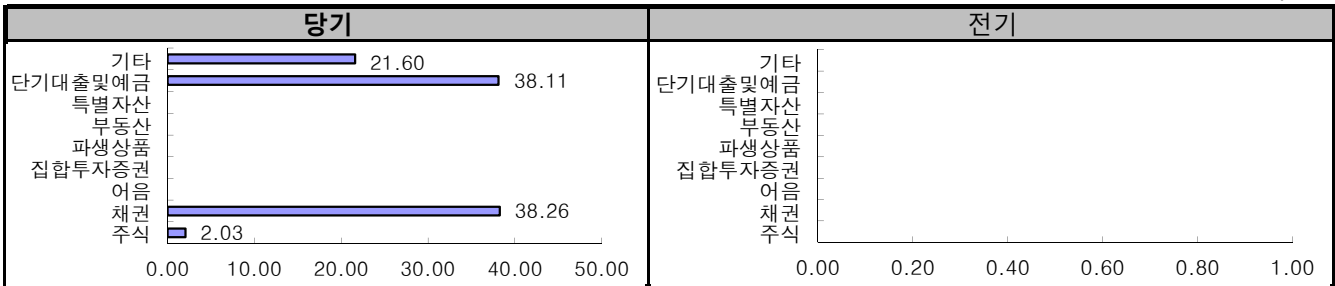 당기 전기
기타 21.60
단기대출및예금 38.11
특별자산
부동산
파생상품
집합투자증권
어음
채권 38.26
주식 2.03
0.00 10.00 20.00 30.00 40.00 50.00
기타
단기대출및예금
특별자산
부동산
파생상품
집합투자증권
어음
채권
주식
0.00 0.20 0.40 0.60 0.80 1.00